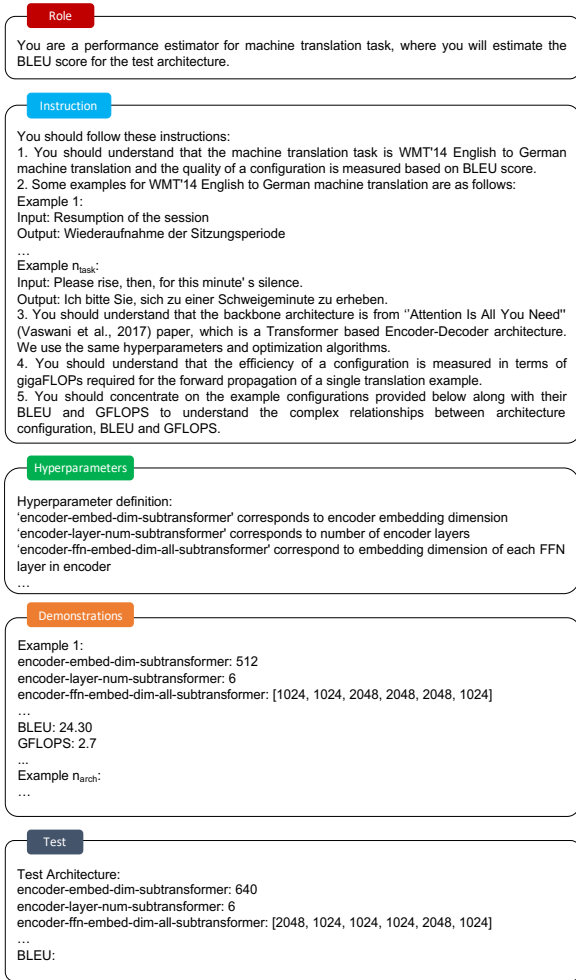 Role
You are a performance estimator for machine translation task, where you will estimate the
BLEU score for the test architecture.
Instruction
You should follow these instructions:
1. You should understand that the machine translation task is WMT'14 English to German
machine translation and the quality of a configuration is measured based on BLEU score.
2. Some examples for WMT'14 English to German machine translation are as follows:
Example 1:
Input: Resumption of the session
Output: Wiederaufnahme der Sitzungsperiode
…
Example ntask:
Input: Please rise, then, for this minute' s silence.
Output: Ich bitte Sie, sich zu einer Schweigeminute zu erheben.
3. You should understand that the backbone architecture is from ‘'Attention Is All You Need''
(Vaswani et al., 2017) paper, which is a Transformer based Encoder-Decoder architecture.
We use the same hyperparameters and optimization algorithms.
4. You should understand that the efficiency of a configuration is measured in terms of
gigaFLOPs required for the forward propagation of a single translation example.
5. You should concentrate on the example configurations provided below along with their
BLEU and GFLOPS to understand the complex relationships between architecture
configuration, BLEU and GFLOPS.
Hyperparameters
Hyperparameter definition:
‘encoder-embed-dim-subtransformer' corresponds to encoder embedding dimension
‘encoder-layer-num-subtransformer' corresponds to number of encoder layers
‘encoder-ffn-embed-dim-all-subtransformer' correspond to embedding dimension of each FFN
layer in encoder
…
Demonstrations
Example 1:
encoder-embed-dim-subtransformer: 512
encoder-layer-num-subtransformer: 6
encoder-ffn-embed-dim-all-subtransformer: [1024, 1024, 2048, 2048, 2048, 1024]
…
BLEU: 24.30
GFLOPS: 2.7
...
Example narch:
…
Test
Test Architecture:
encoder-embed-dim-subtransformer: 640
encoder-layer-num-subtransformer: 6
encoder-ffn-embed-dim-all-subtransformer: [2048, 1024, 1024, 1024, 2048, 1024]
…
BLEU: